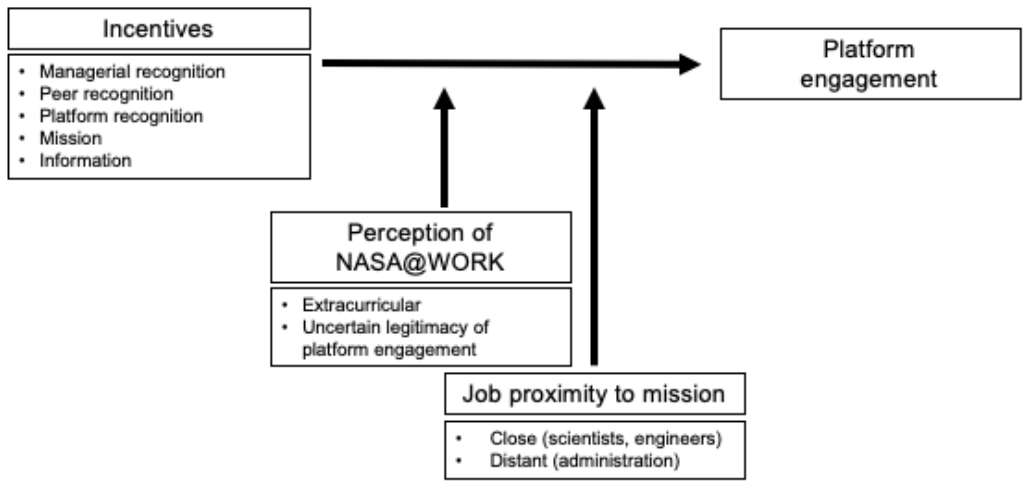 Incentives
• Managerial recognition
• Peer recognition
• Platform recognition
• Mission
• Information
Platform
engagement
Perception of
NASA@WORK
• Extracurricular
• Uncertain legitimacy of
platform engagement
Job proximity to mission
• Close (scientists, engineers)
• Distant (administration)